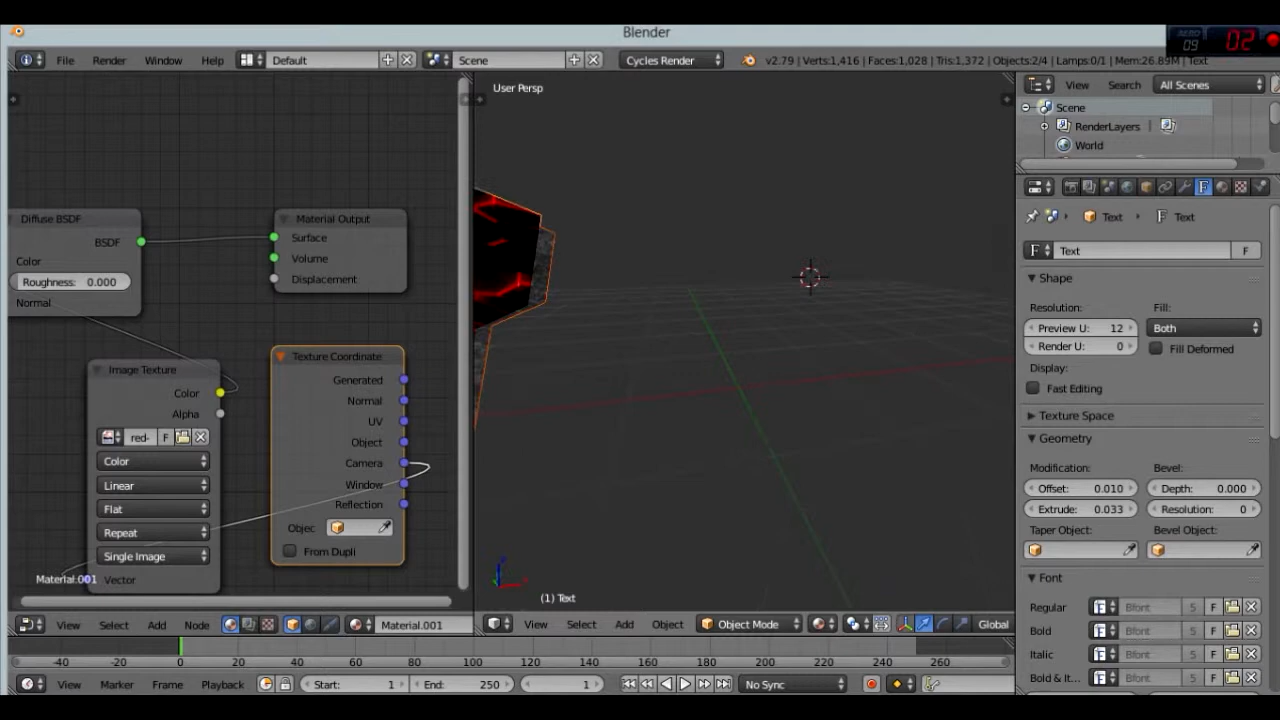 Blender
AERO
09
02
File Render Window Help Default Scene Cycles Render v2.79 | Verts:1,416 | Faces:1,028 | Tris:1,372 | Objects:2/4 | Lamps:0/1 | Mem:26.89M | Text
User Persp
View Search All Scenes
Scene
RenderLayers
World
Diffuse BSDF
BSDF
Color
Roughness: 0.000
Normal
Material Output
Surface
Volume
Displacement
Image Texture
Color
Alpha
red- F
Color
Linear
Flat
Repeat
Single Image
Vector
Material.001
Texture Coordinate
Generated
Normal
UV
Object
Camera
Window
Reflection
Objec
From Dupli
(1) Text
Text F Text
F Text F
Shape
Resolution: Fill:
Preview U: 12 Both
Render U: 0 Fill Deformed
Display:
Fast Editing
Texture Space
Geometry
Modification: Bevel:
Offset: 0.010 Depth: 0.000
Extrude: 0.033 Resolution: 0
Taper Object: Bevel Object:
Font
Regular Bfont 5 F
Bold Bfont 5 F
Italic Bfont 5 F
Bold & It... Bfont 5 F
View Select Add Node Material.001
View Select Add Object Object Mode Global
-40 -20 0 20 40 60 80 100 120 140 160 180 200 220 240 260
View Marker Frame Playback Start: 1 End: 250 1 No Sync